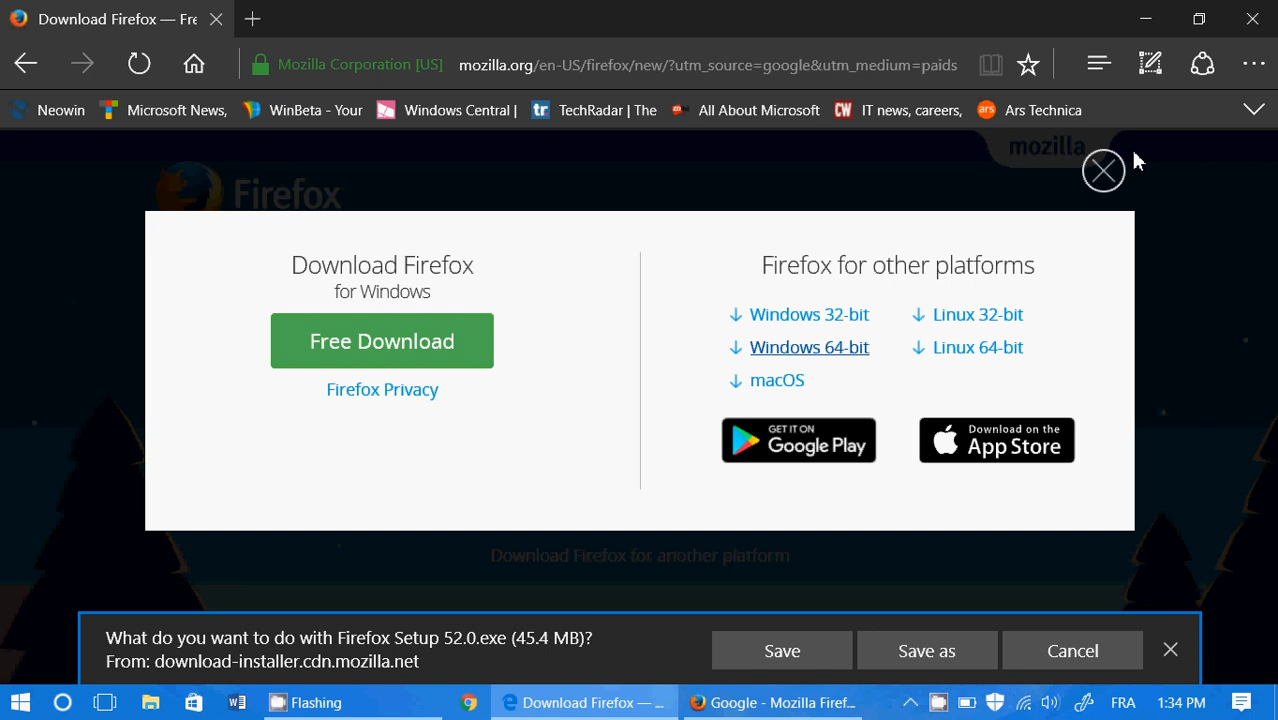 Download Firefox — Fre
Mozilla Corporation [US] mozilla.org/en-US/firefox/new/?utm_source=google&utm_medium=paids
Neowin Microsoft News, WinBeta - Your Windows Central | TechRadar | The All About Microsoft IT news, careers, Ars Technica
mozilla
Firefox
Download Firefox
for Windows
Free Download
Firefox Privacy
Firefox for other platforms
Windows 32-bit Linux 32-bit
Windows 64-bit Linux 64-bit
macOS
GET IT ON
Google Play
Download on the
App Store
Download Firefox for another platform
What do you want to do with Firefox Setup 52.0.exe (45.4 MB)?
From: download-installer.cdn.mozilla.net
Save Save as Cancel
Flashing Download Firefox — ... Google - Mozilla Firef... FRA 1:34 PM